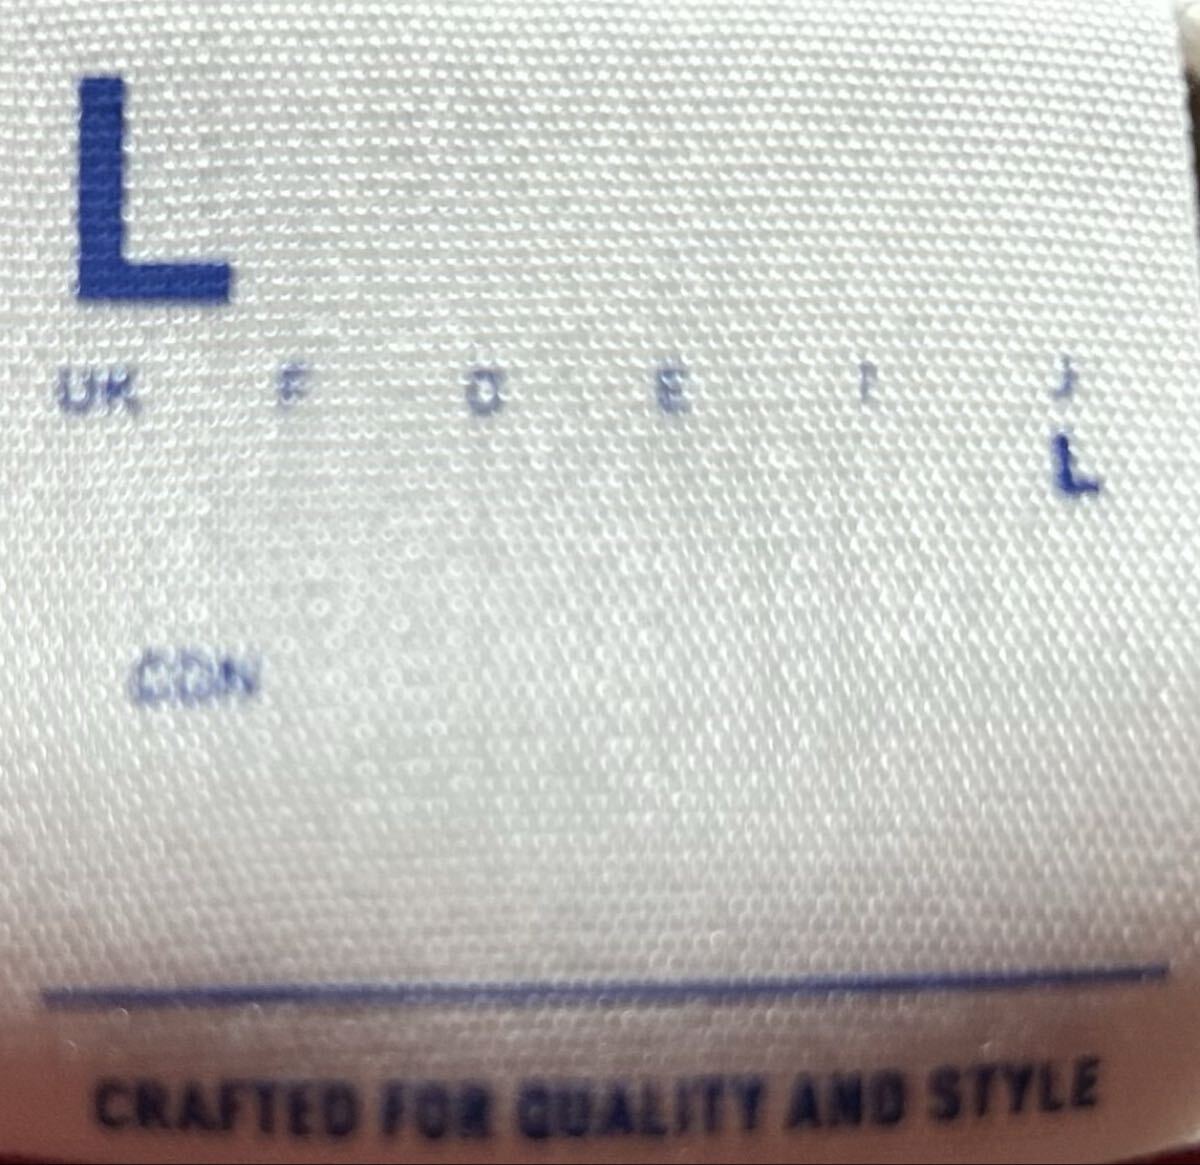 L
UK F D E I J
L
CDN
CRAFTED FOR QUALITY AND STYLE